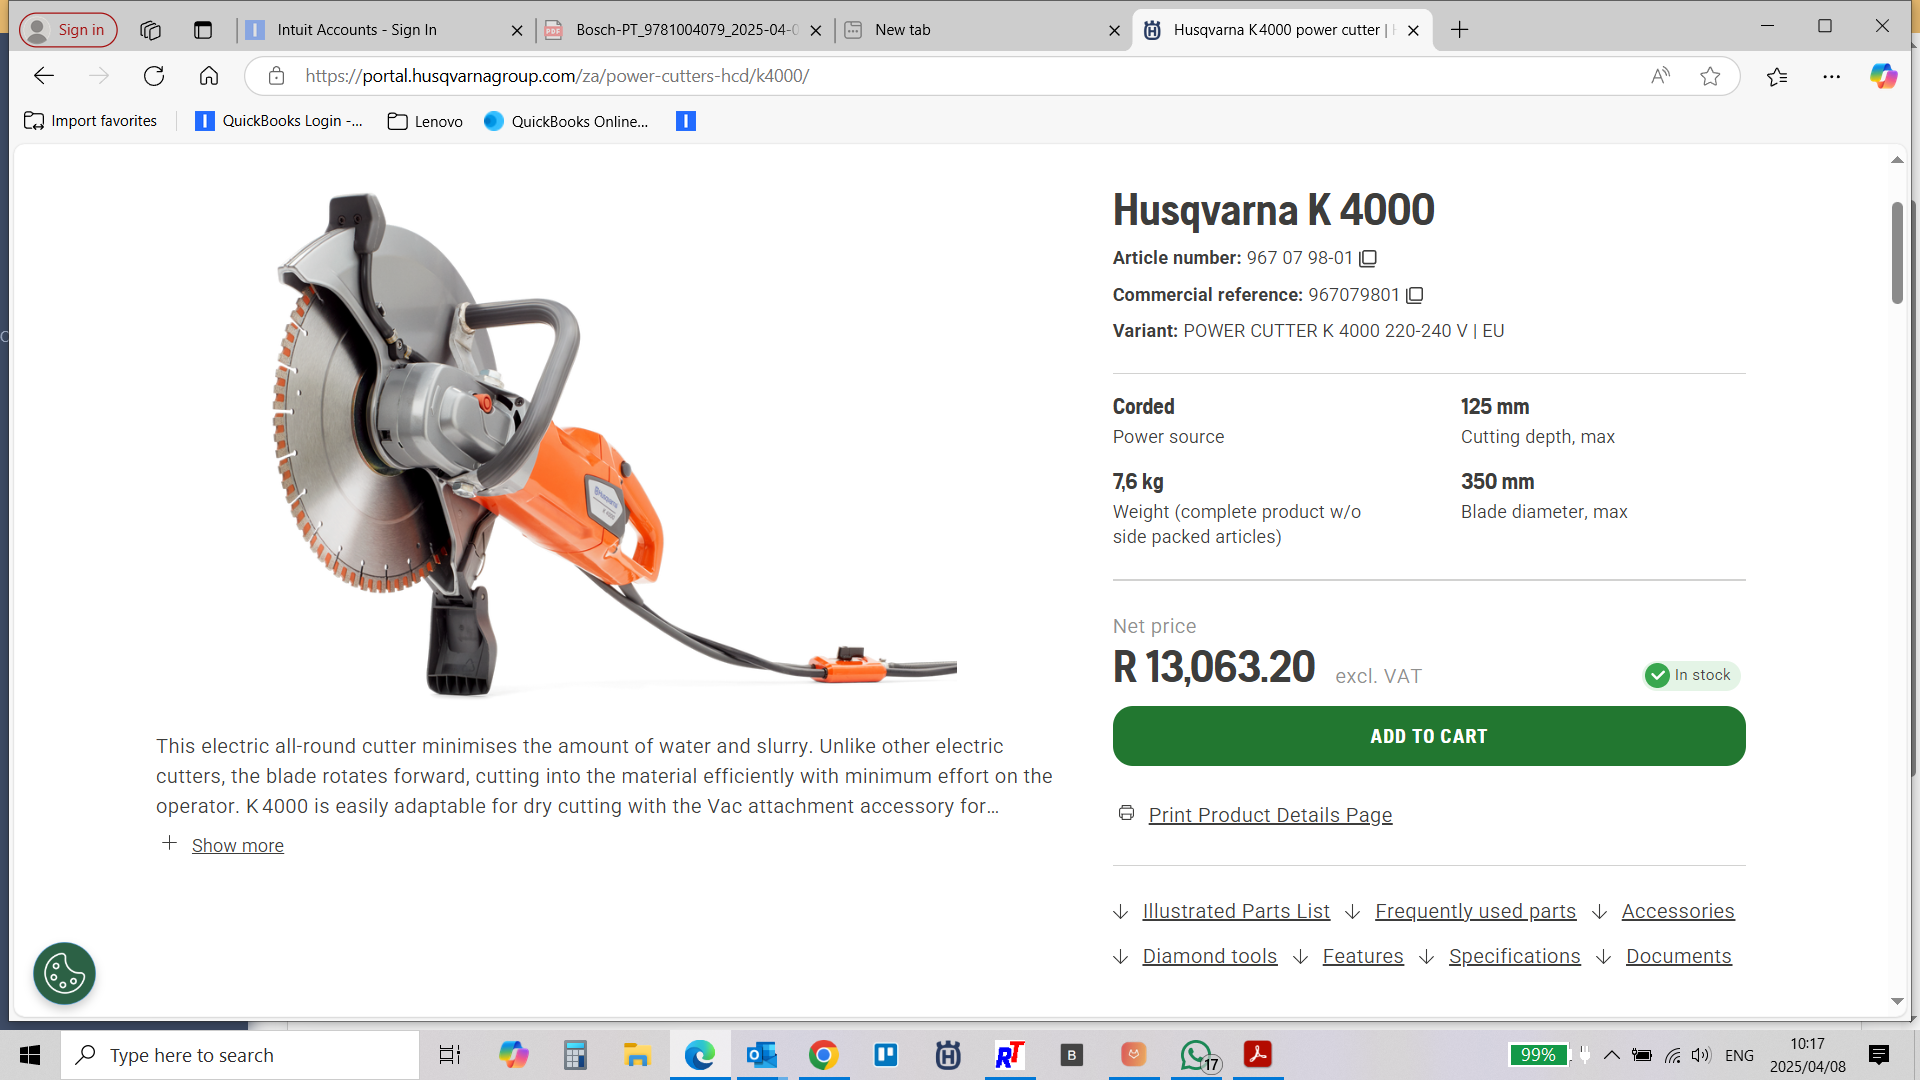 Sign in
Intuit Accounts - Sign In
Bosch-PT_9781004079_2025-04-0
New tab
Husqvarna K4000 power cutter |
https://portal.husqvarnagroup.com/za/power-cutters-hcd/k4000/
Import favorites
QuickBooks Login -...
Lenovo
QuickBooks Online...
Husqvarna K 4000
Article number: 967 07 98-01
Commercial reference: 967079801
Variant: POWER CUTTER K 4000 220-240 V | EU
Corded
Power source
125 mm
Cutting depth, max
7,6 kg
Weight (complete product w/o
side packed articles)
350 mm
Blade diameter, max
Net price
R 13,063.20 excl. VAT
In stock
ADD TO CART
Print Product Details Page
This electric all-round cutter minimises the amount of water and slurry. Unlike other electric
cutters, the blade rotates forward, cutting into the material efficiently with minimum effort on the
operator. K 4000 is easily adaptable for dry cutting with the Vac attachment accessory for...
Show more
Illustrated Parts List
Frequently used parts
Accessories
Diamond tools
Features
Specifications
Documents
Type here to search
RT
B
17
99%
ENG
10:17
2025/04/08